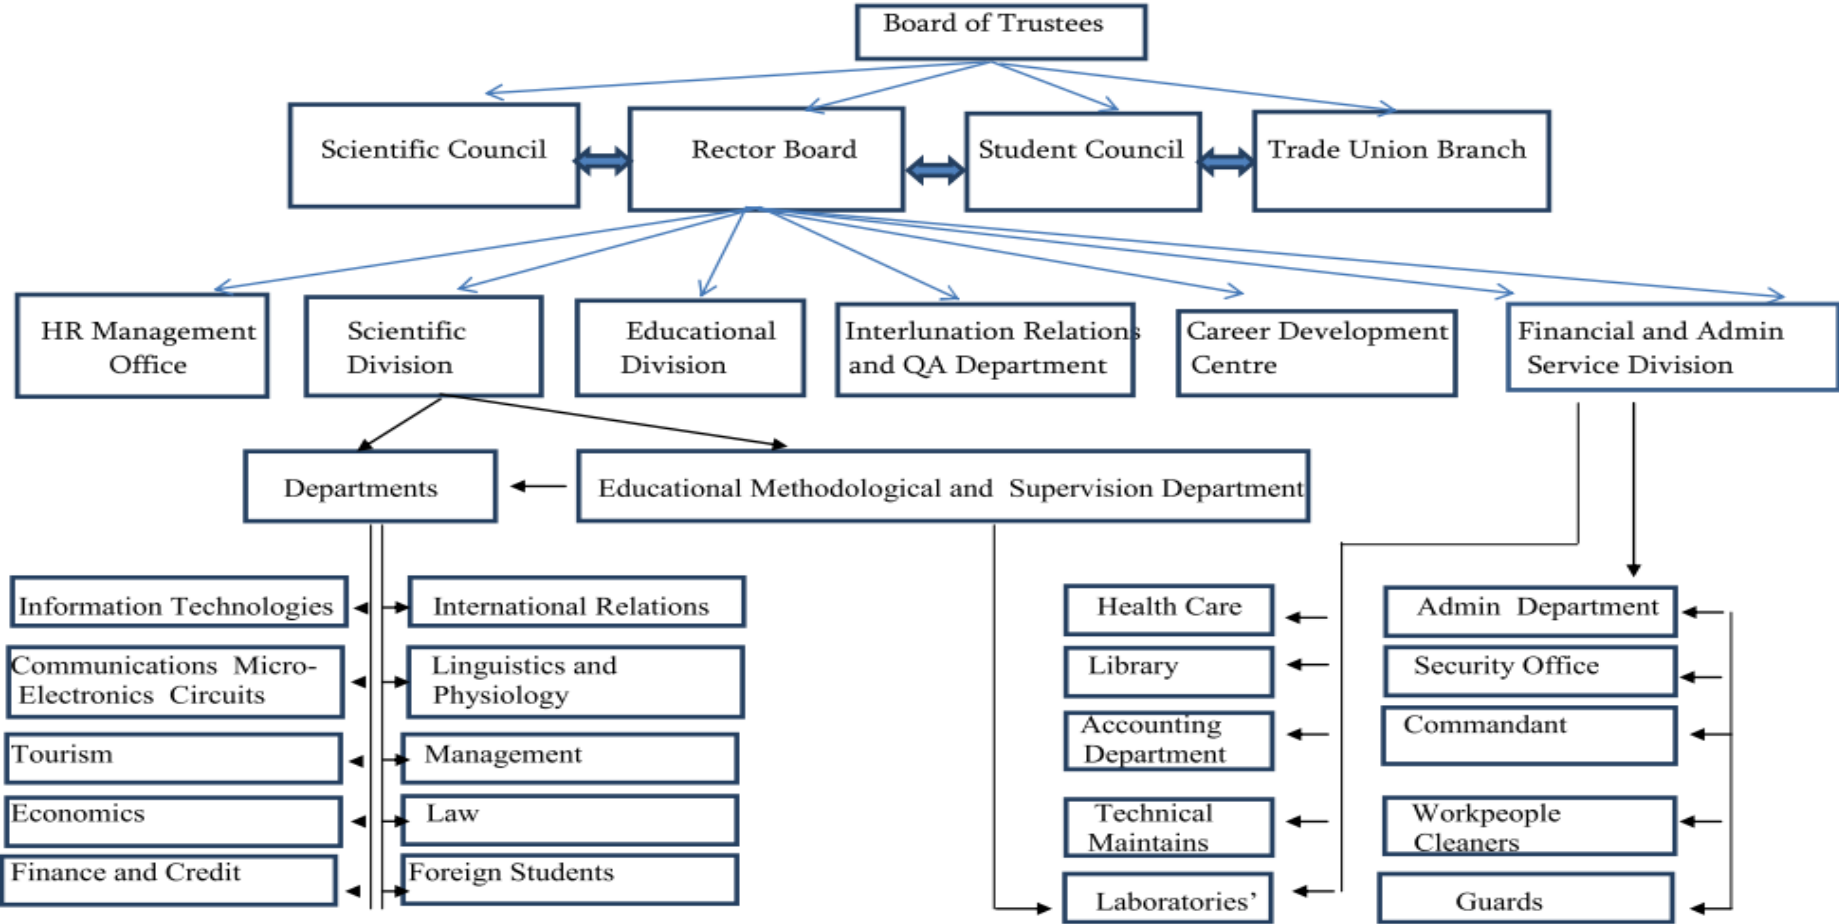 Board of Trustees
Scientific Council
Rector Board
Student Council
Trade Union Branch
HR Management
Office
Scientific
Division
Educational
Division
Interlunation Relations
and QA Department
Career Development
Centre
Financial and Admin
Service Division
Departments
Educational Methodological and Supervision Department
Information Technologies
International Relations
Communications Micro-
Electronics Circuits
Linguistics and
Physiology
Tourism
Management
Economics
Law
Finance and Credit
Foreign Students
Health Care
Library
Accounting
Department
Technical
Maintains
Laboratories’
Admin Department
Security Office
Commandant
Workpeople
Cleaners
Guards